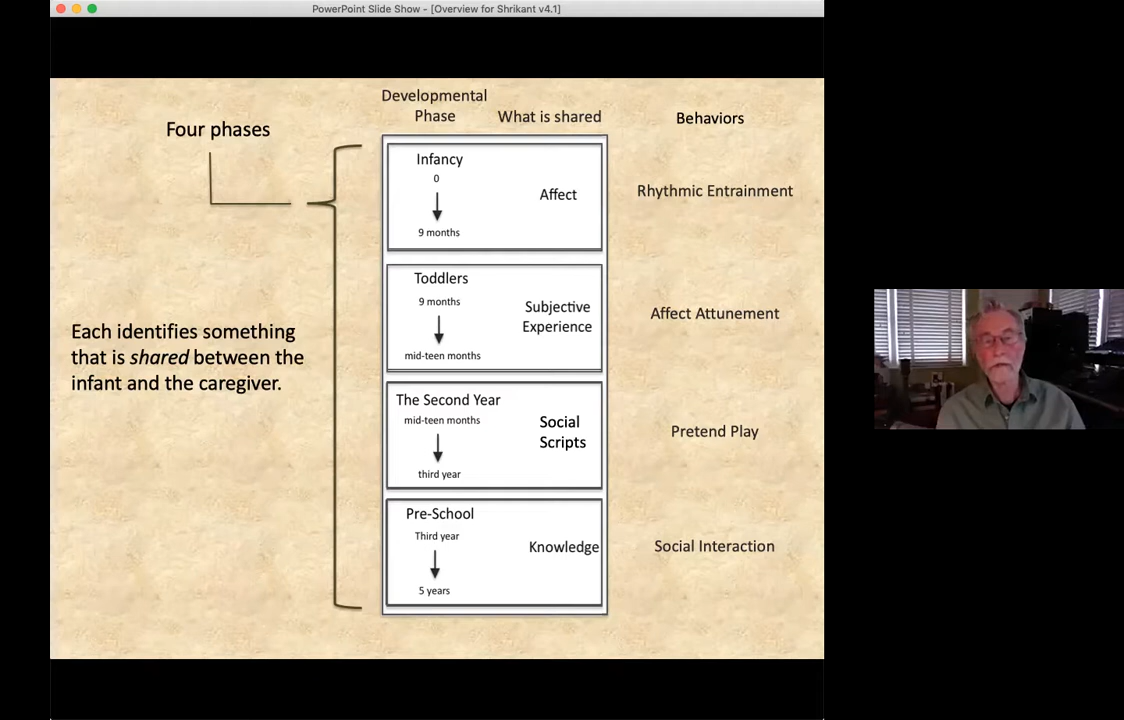 PowerPoint Slide Show - [Overview for Shrikant v4.1]
Four phases
Each identifies something
that is shared between the
infant and the caregiver.
Developmental
Phase
What is shared
Behaviors
Infancy
0
9 months
Affect
Rhythmic Entrainment
Toddlers
9 months
mid-teen months
Subjective
Experience
Affect Attunement
The Second Year
mid-teen months
third year
Social
Scripts
Pretend Play
Pre-School
Third year
5 years
Knowledge
Social Interaction